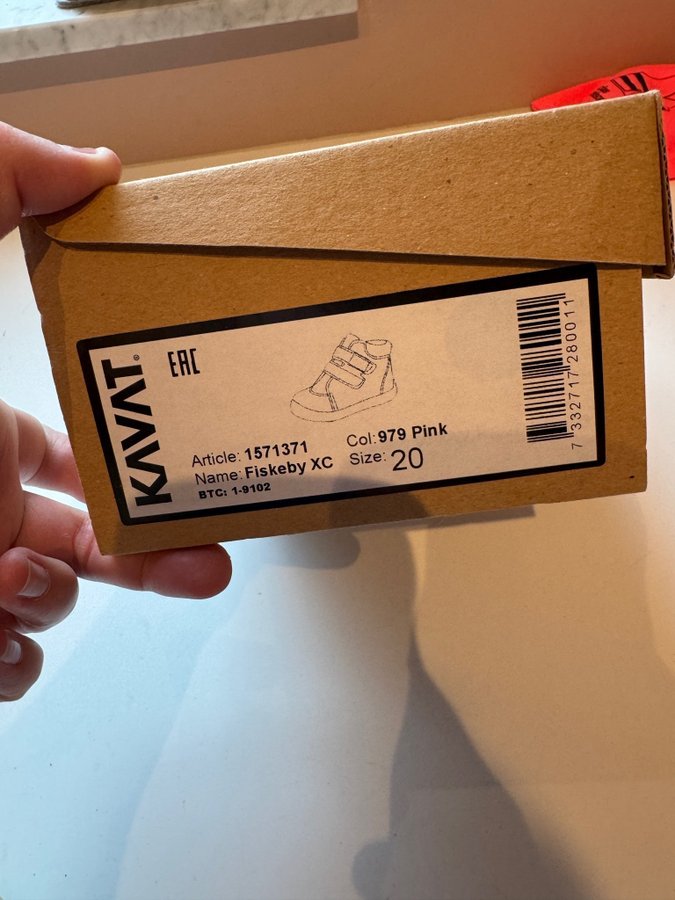 KAVAT®
EAC
Article: 1571371
Name: Fiskeby XC
BTC: 1-9102
Col: 979 Pink
Size: 20
7 332717 280011